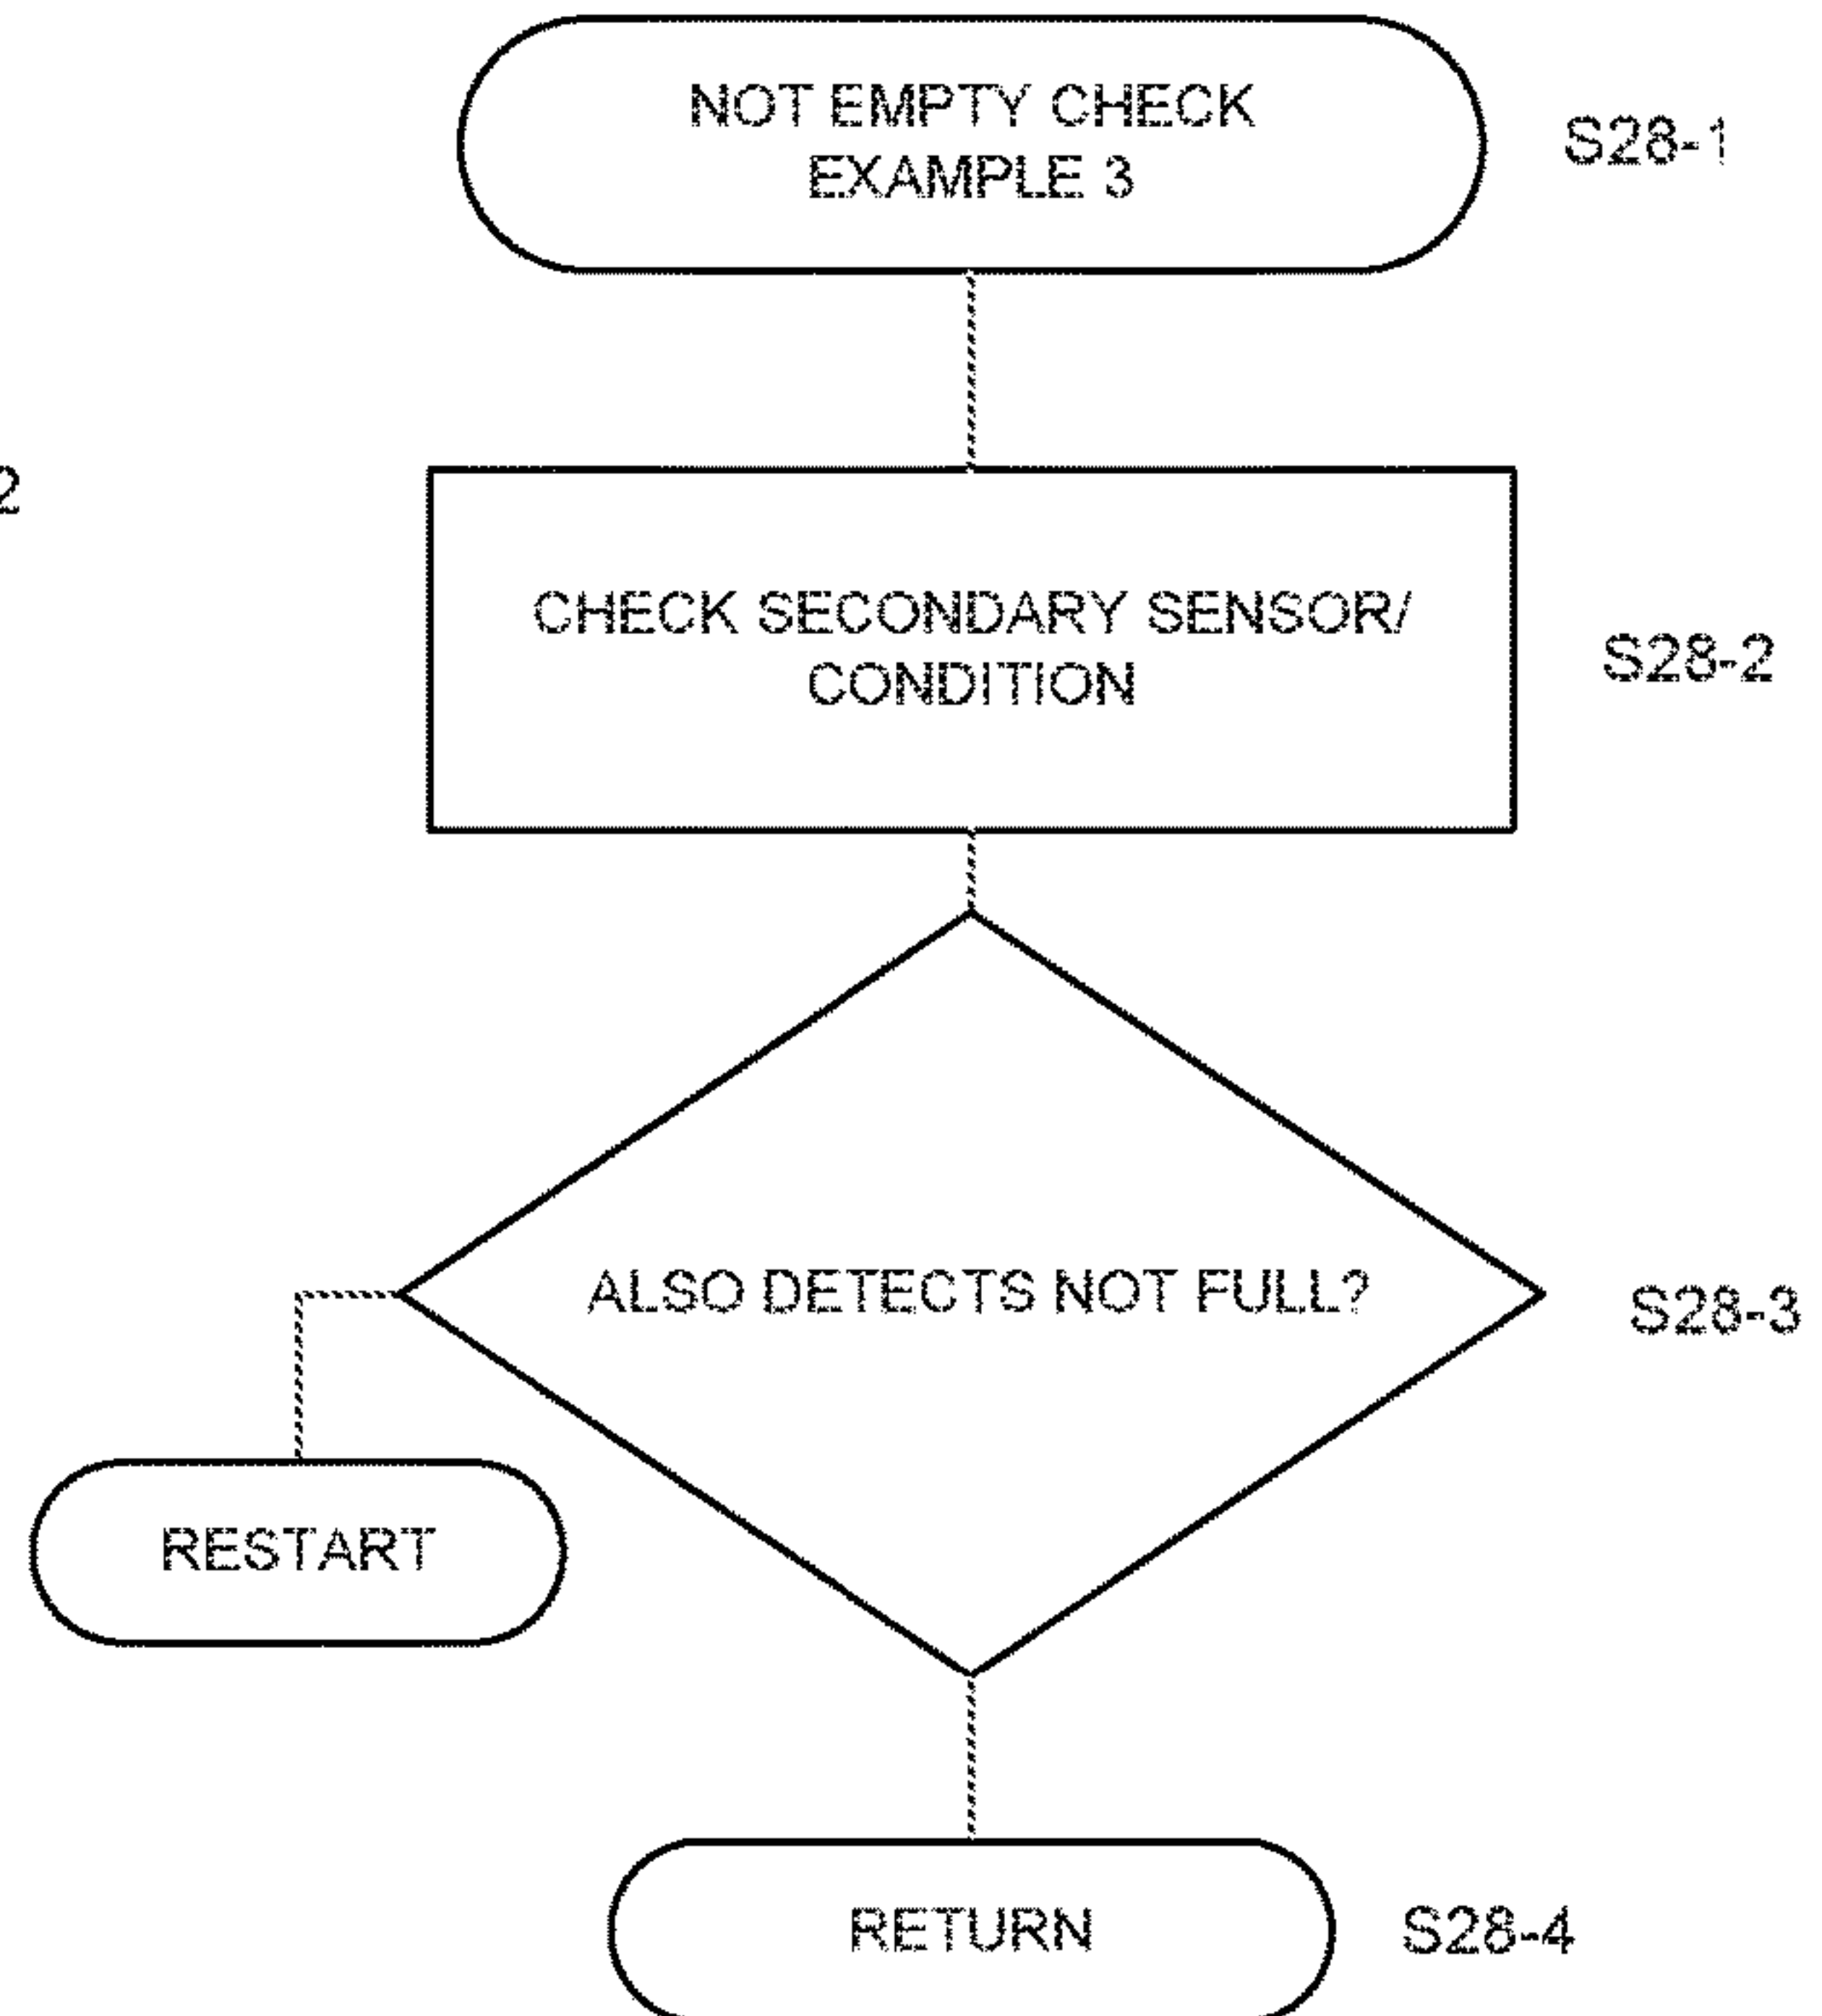 NOT EMPTY CHECK
EXAMPLE 3
S28-1
2
CHECK SECONDARY SENSOR/
CONDITION
S28-2
ALSO DETECTS NOT FULL?
S28-3
RESTART
RETURN
S28-4